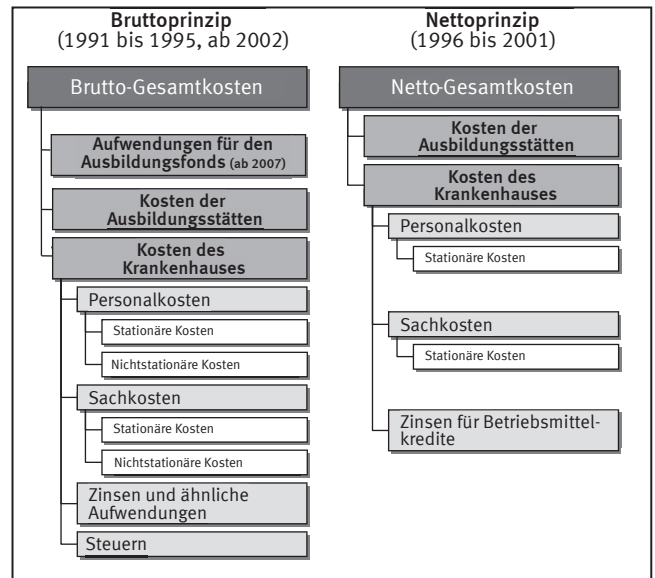 Bruttoprinzip
(1991 bis 1995, ab 2002)
Brutto-Gesamtkosten
Aufwendungen für den
Ausbildungsfonds (ab 2007)
Kosten der
Ausbildungsstätten
Kosten des
Krankenhauses
Personalkosten
Stationäre Kosten
Nichtstationäre Kosten
Sachkosten
Stationäre Kosten
Nichtstationäre Kosten
Zinsen und ähnliche
Aufwendungen
Steuern
Nettoprinzip
(1996 bis 2001)
Netto-Gesamtkosten
Kosten der
Ausbildungsstätten
Kosten des
Krankenhauses
Personalkosten
Stationäre Kosten
Sachkosten
Stationäre Kosten
Zinsen für Betriebsmittel-
kredite